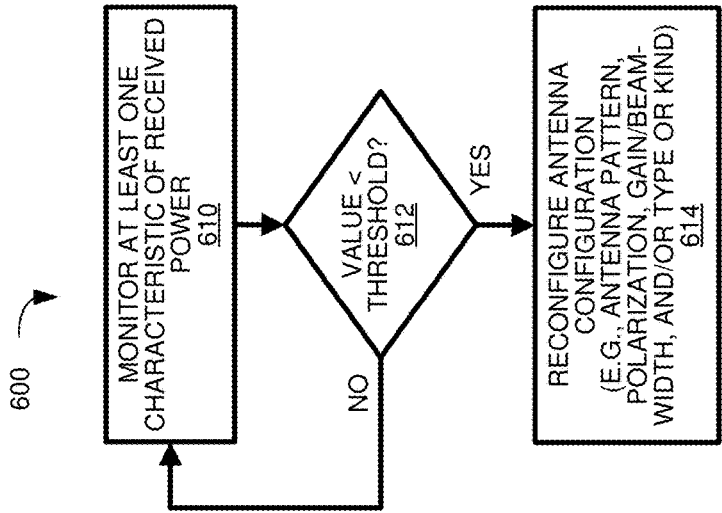 600
MONITOR AT LEAST ONE
CHARACTERISTIC OF RECEIVED
POWER
610
VALUE <
THRESHOLD?
612
NO
YES
RECONFIGURE ANTENNA
CONFIGURATION
(E.G., ANTENNA PATTERN,
POLARIZATION, GAIN/BEAM-
WIDTH, AND/OR TYPE OR KIND)
614